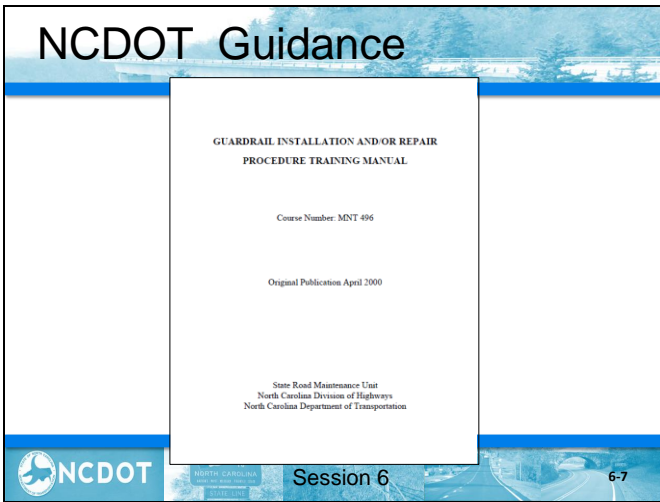 NCDOT Guidance
GUARDRAIL INSTALLATION AND/OR REPAIR
PROCEDURE TRAINING MANUAL
Course Number: MNT 496
Original Publication April 2000
State Road Maintenance Unit
North Carolina Division of Highways
North Carolina Department of Transportation
NCDOT
NORTH CAROLINA
STATE LINE
Session 6
6-7